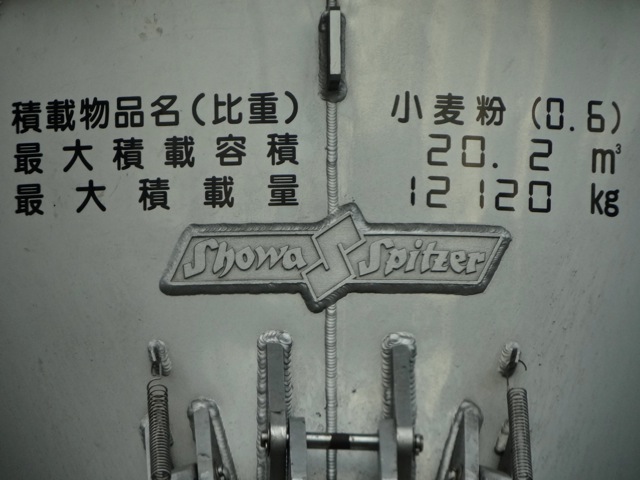 積載物品名(比重) 小麦粉(0.6)
最大積載容積 20.2 m³
最大積載量 12120 kg
Showa S Spitzer